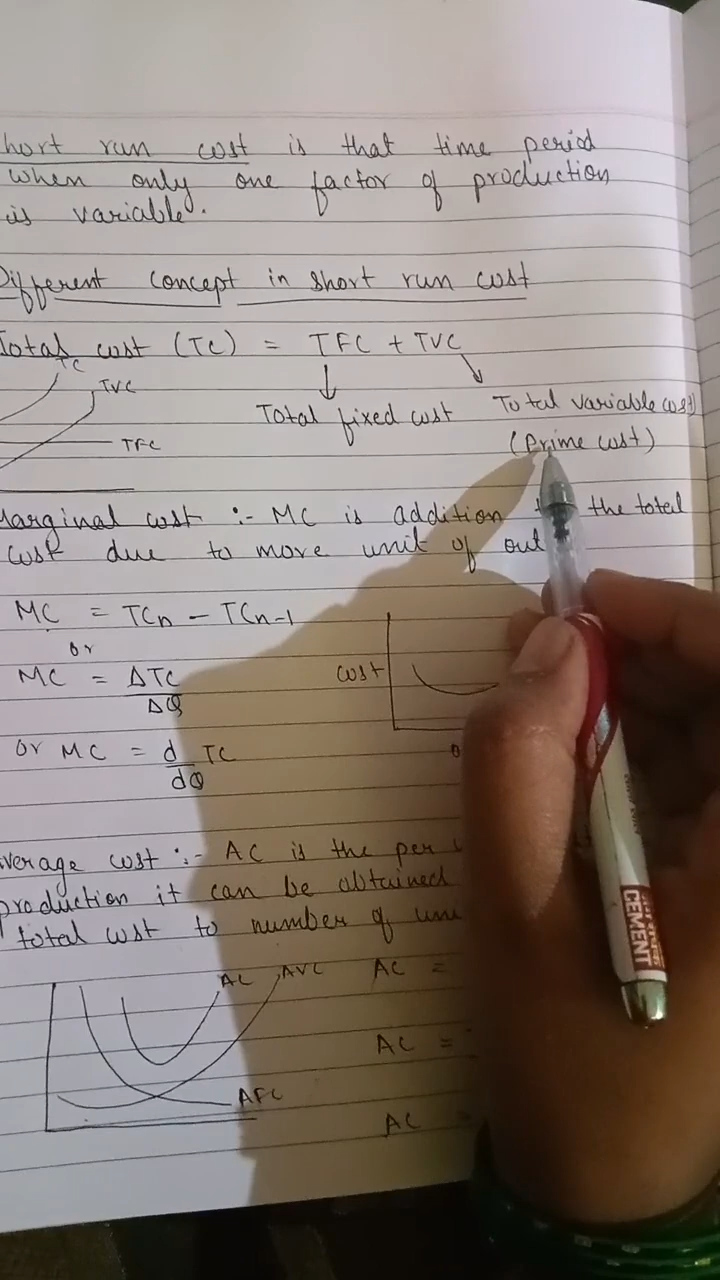 hort run cost is that time period
when only one factor of production
is variable.
Different concept in short run cost
Total cost (TC) = TFC + TVC
TC
TVC
TFC
Total fixed cost
Total variable cost)
(Prime cost)
Marginal cost :- MC is addition the total
cost due to more unit of out
MC = TCn - TCn-1
or
MC = ΔTC
ΔQ
cost
or MC = d TC
dQ
verage cost :- AC is the per
production it can be obtained
total cost to number of
AC AVC
AC =
AC =
AFC
AC
CEMENT